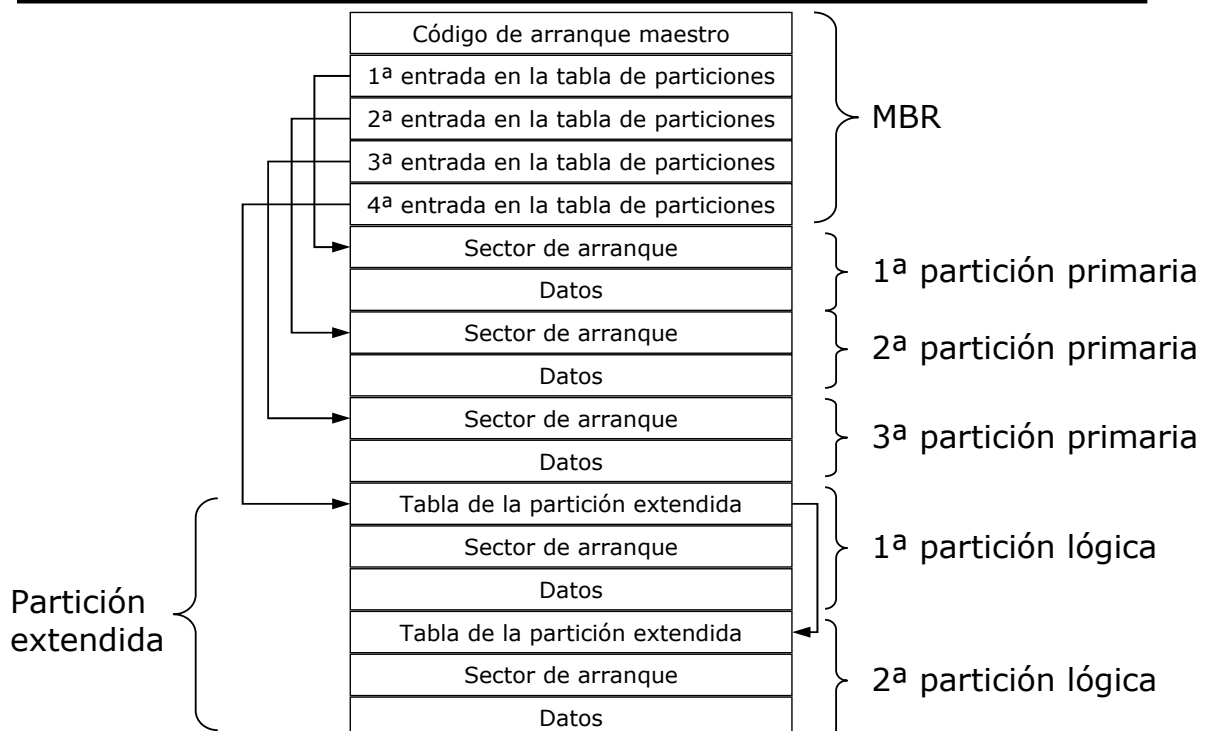 Código de arranque maestro
1ª entrada en la tabla de particiones
2ª entrada en la tabla de particiones
3ª entrada en la tabla de particiones
4ª entrada en la tabla de particiones
MBR
Sector de arranque
Datos
1ª partición primaria
Sector de arranque
Datos
2ª partición primaria
Sector de arranque
Datos
3ª partición primaria
Tabla de la partición extendida
Sector de arranque
Datos
1ª partición lógica
Partición
extendida
Tabla de la partición extendida
Sector de arranque
Datos
2ª partición lógica